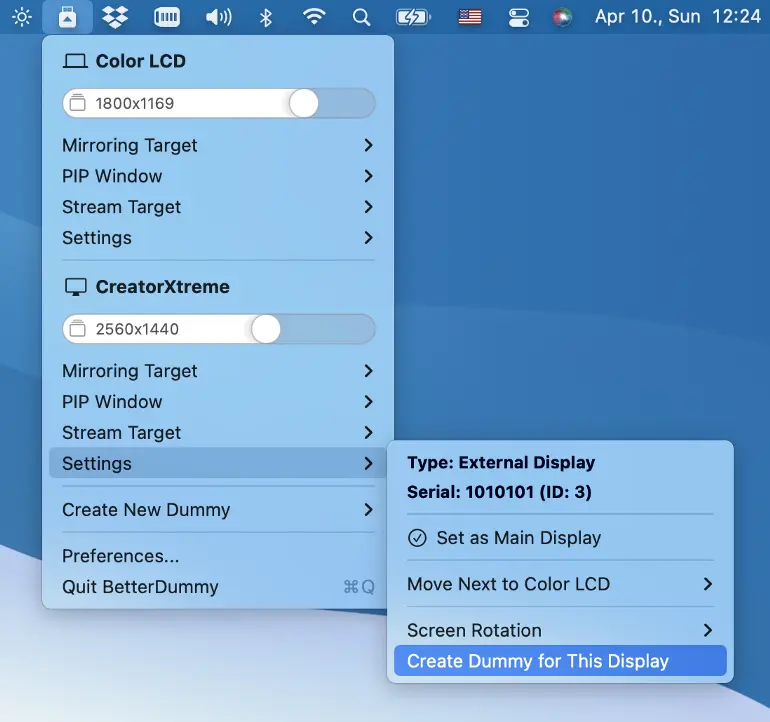 Apr 10., Sun 12:24
Color LCD
1800x1169
Mirroring Target
PIP Window
Stream Target
Settings
CreatorXtreme
2560x1440
Mirroring Target
PIP Window
Stream Target
Settings
Create New Dummy
Preferences...
Quit BetterDummy ⌘Q
Type: External Display
Serial: 1010101 (ID: 3)
Set as Main Display
Move Next to Color LCD
Screen Rotation
Create Dummy for This Display